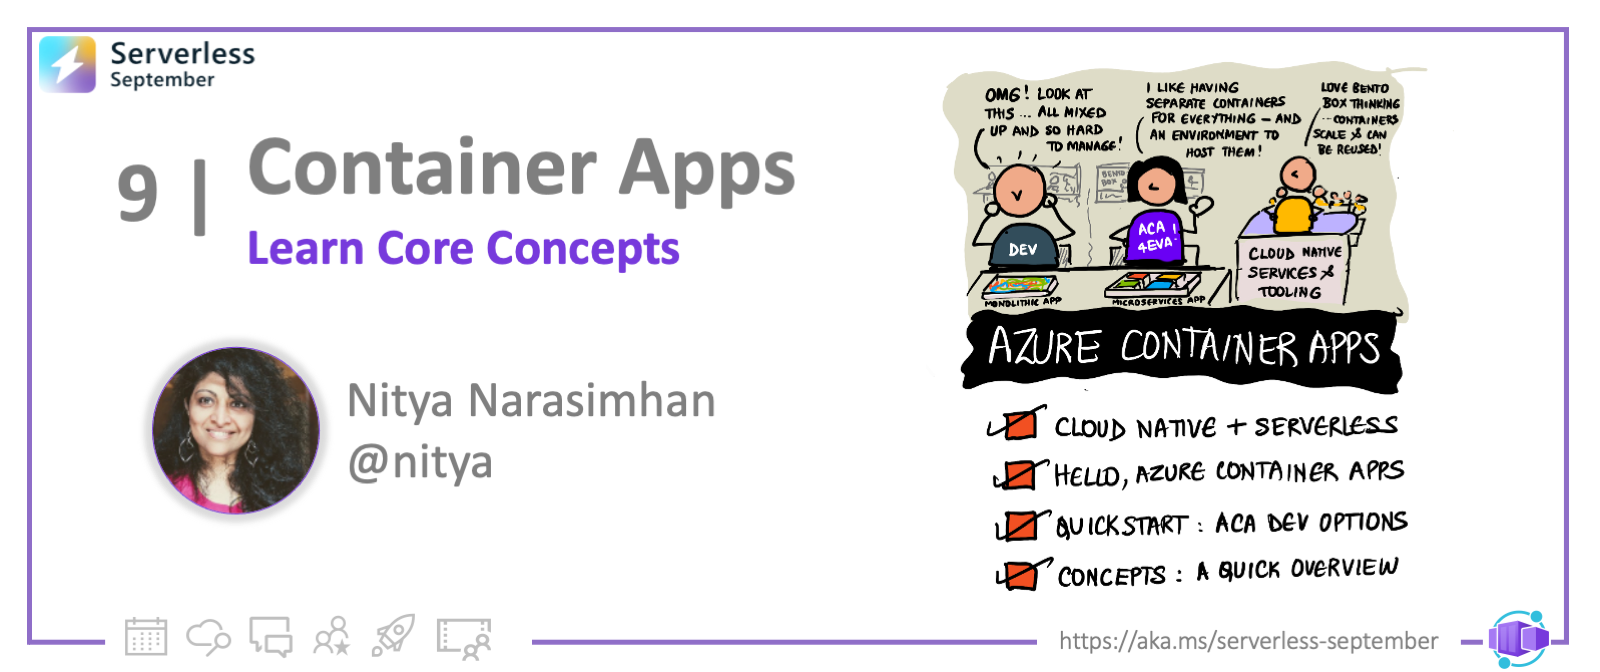 Serverless
September
9 |
Container Apps
Learn Core Concepts
Nitya Narasimhan
@nitya
OMG! LOOK AT
THIS... ALL MIXED
UP AND SO HARD
TO MANAGE!
I LIKE HAVING
SEPARATE CONTAINERS
FOR EVERYTHING – AND
AN ENVIRONMENT TO
HOST THEM!
LOVE BENTO
BOX THINKING
... CONTAINERS
SCALE & CAN
BE REUSED!
BENTO
BOX
DEV
ACA
4EVA!
MONOLITHIC APP
MICROSERVICES APP
CLOUD NATIVE
SERVICES &
TOOLING
AZURE CONTAINER APPS
CLOUD NATIVE + SERVERLESS
HELLO, AZURE CONTAINER APPS
QUICKSTART : ACA DEV OPTIONS
CONCEPTS : A QUICK OVERVIEW
https://aka.ms/serverless-september